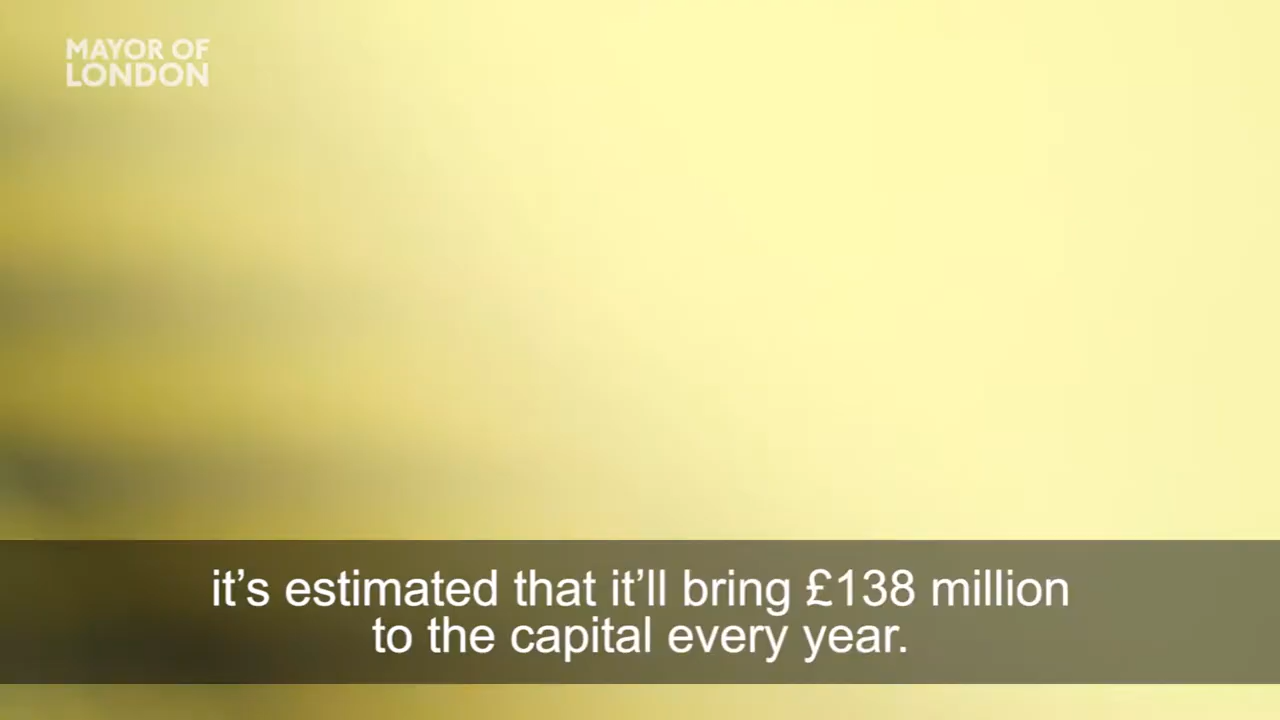 MAYOR OF
LONDON
it’s estimated that it’ll bring £138 million
to the capital every year.